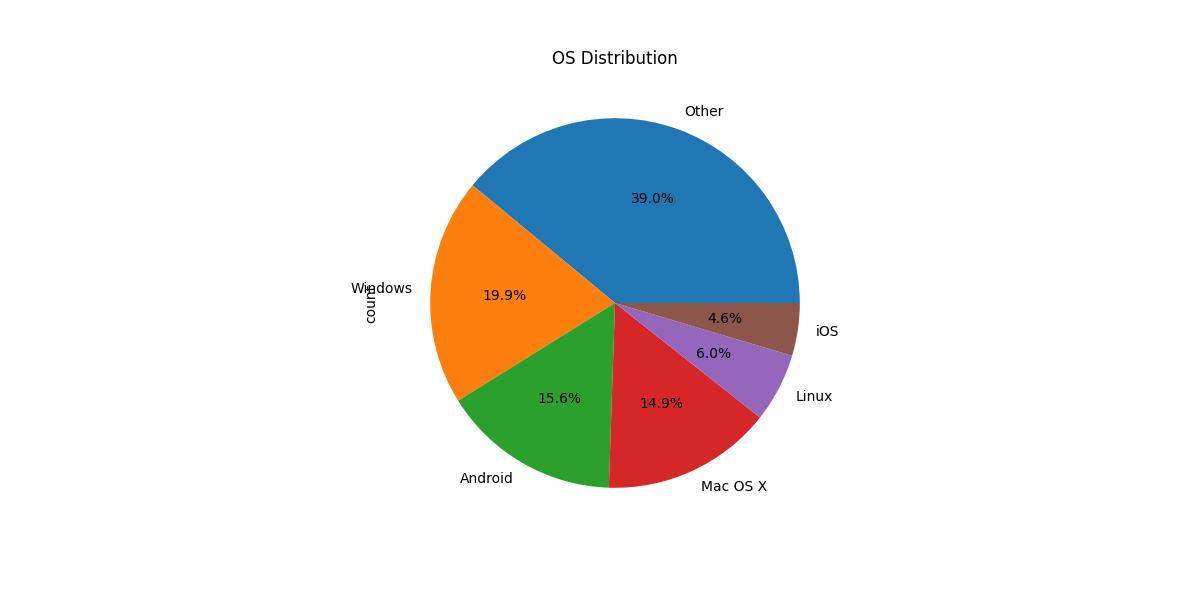 OS Distribution
Other
39.0%
Windows
count
19.9%
4.6%
iOS
6.0%
Linux
15.6%
14.9%
Android
Mac OS X